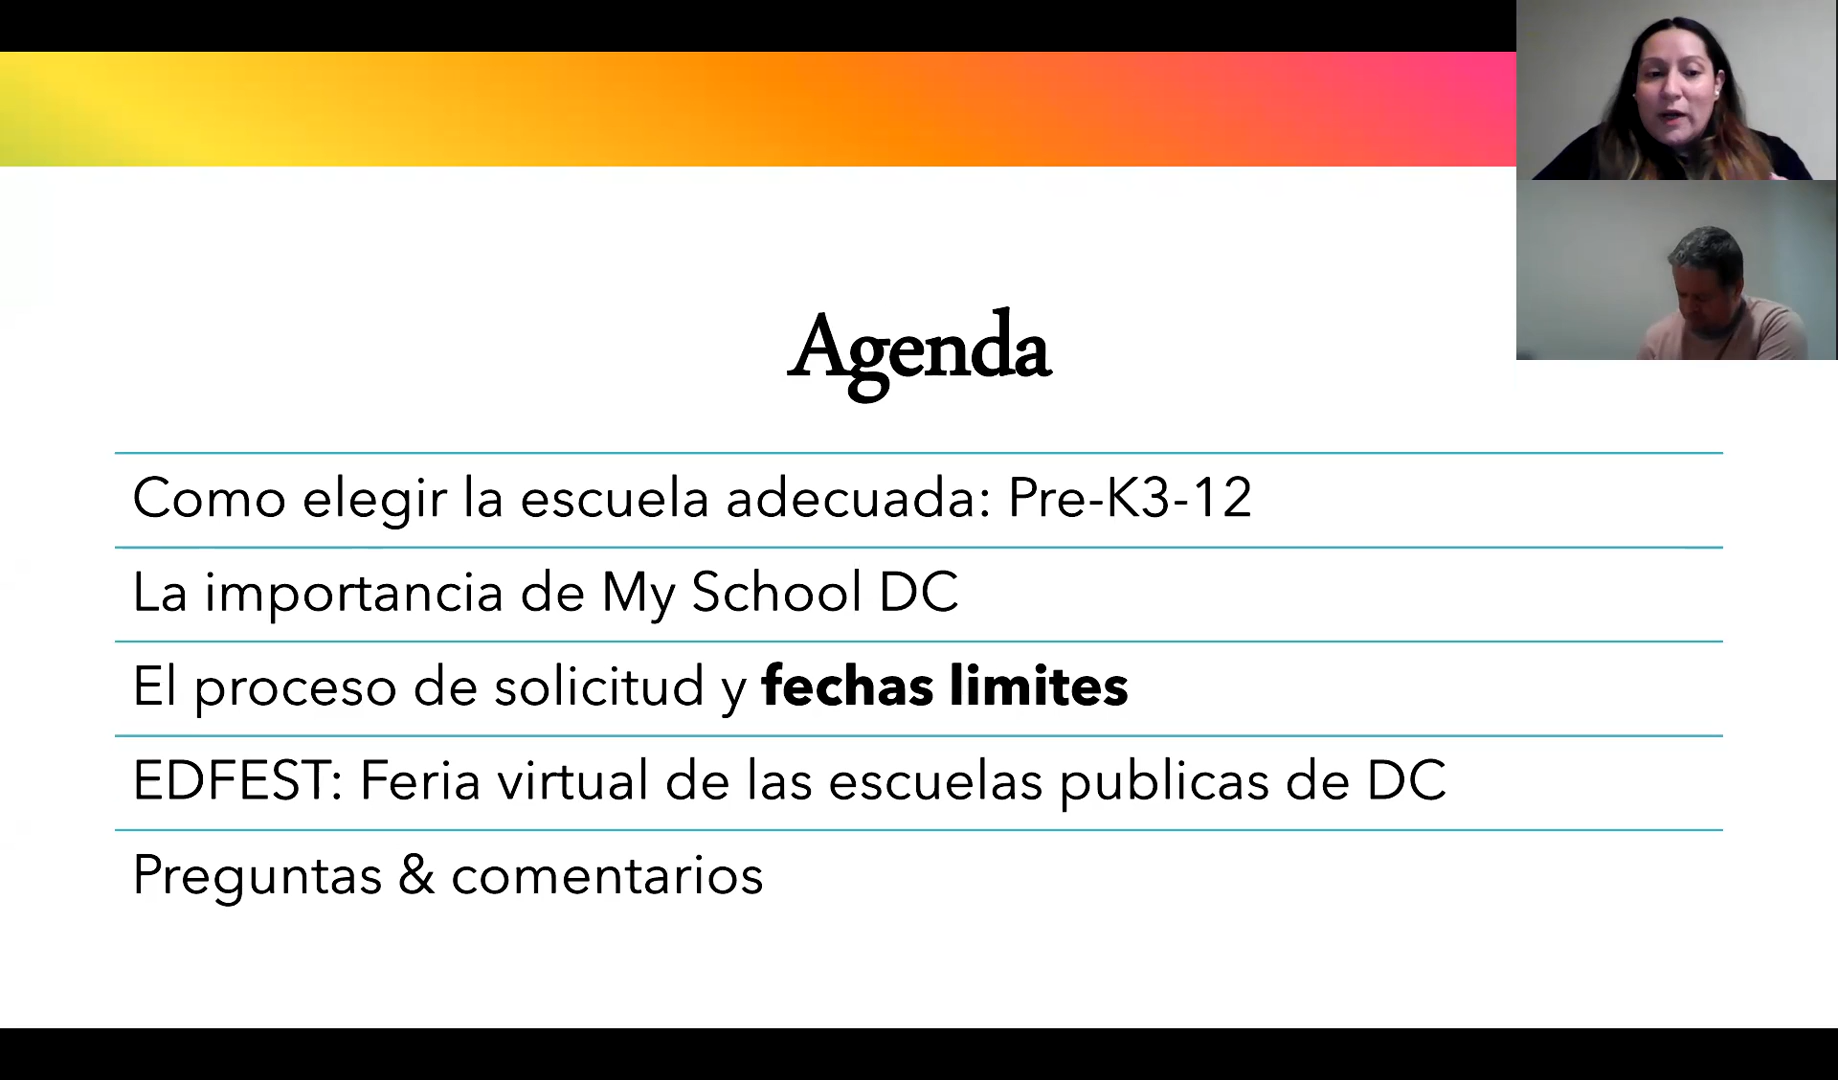 Agenda
Como elegir la escuela adecuada: Pre-K3-12
La importancia de My School DC
El proceso de solicitud y fechas limites
EDFEST: Feria virtual de las escuelas publicas de DC
Preguntas & comentarios